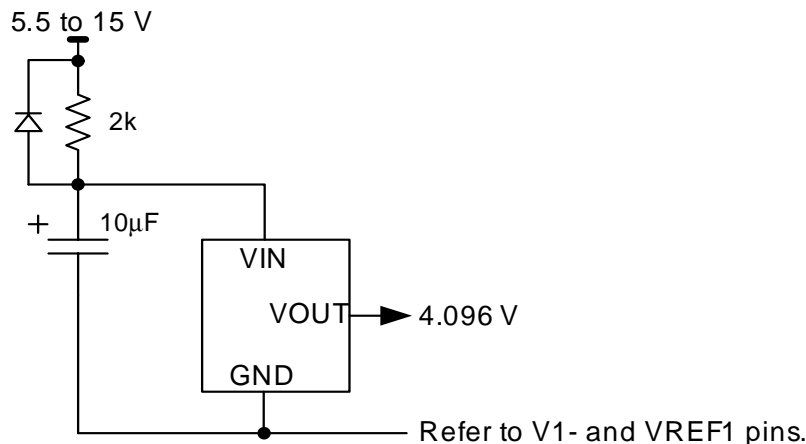 5.5 to 15 V
2k
+ 10μF
VIN
VOUT
4.096 V
GND
Refer to V1- and VREF1 pins.